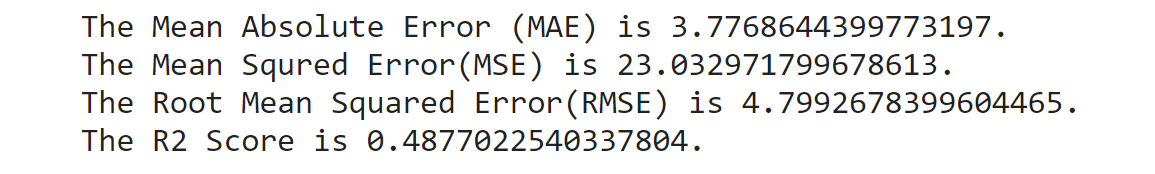 The Mean Absolute Error (MAE) is 3.7768644399773197.
The Mean Squred Error(MSE) is 23.032971799678613.
The Root Mean Squared Error(RMSE) is 4.7992678399604465.
The R2 Score is 0.4877022540337804.